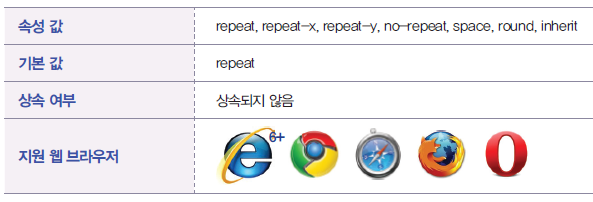 속성 값 repeat, repeat-x, repeat-y, no-repeat, space, round, inherit
기본 값 repeat
상속 여부 상속되지 않음
지원 웹 브라우저 6+